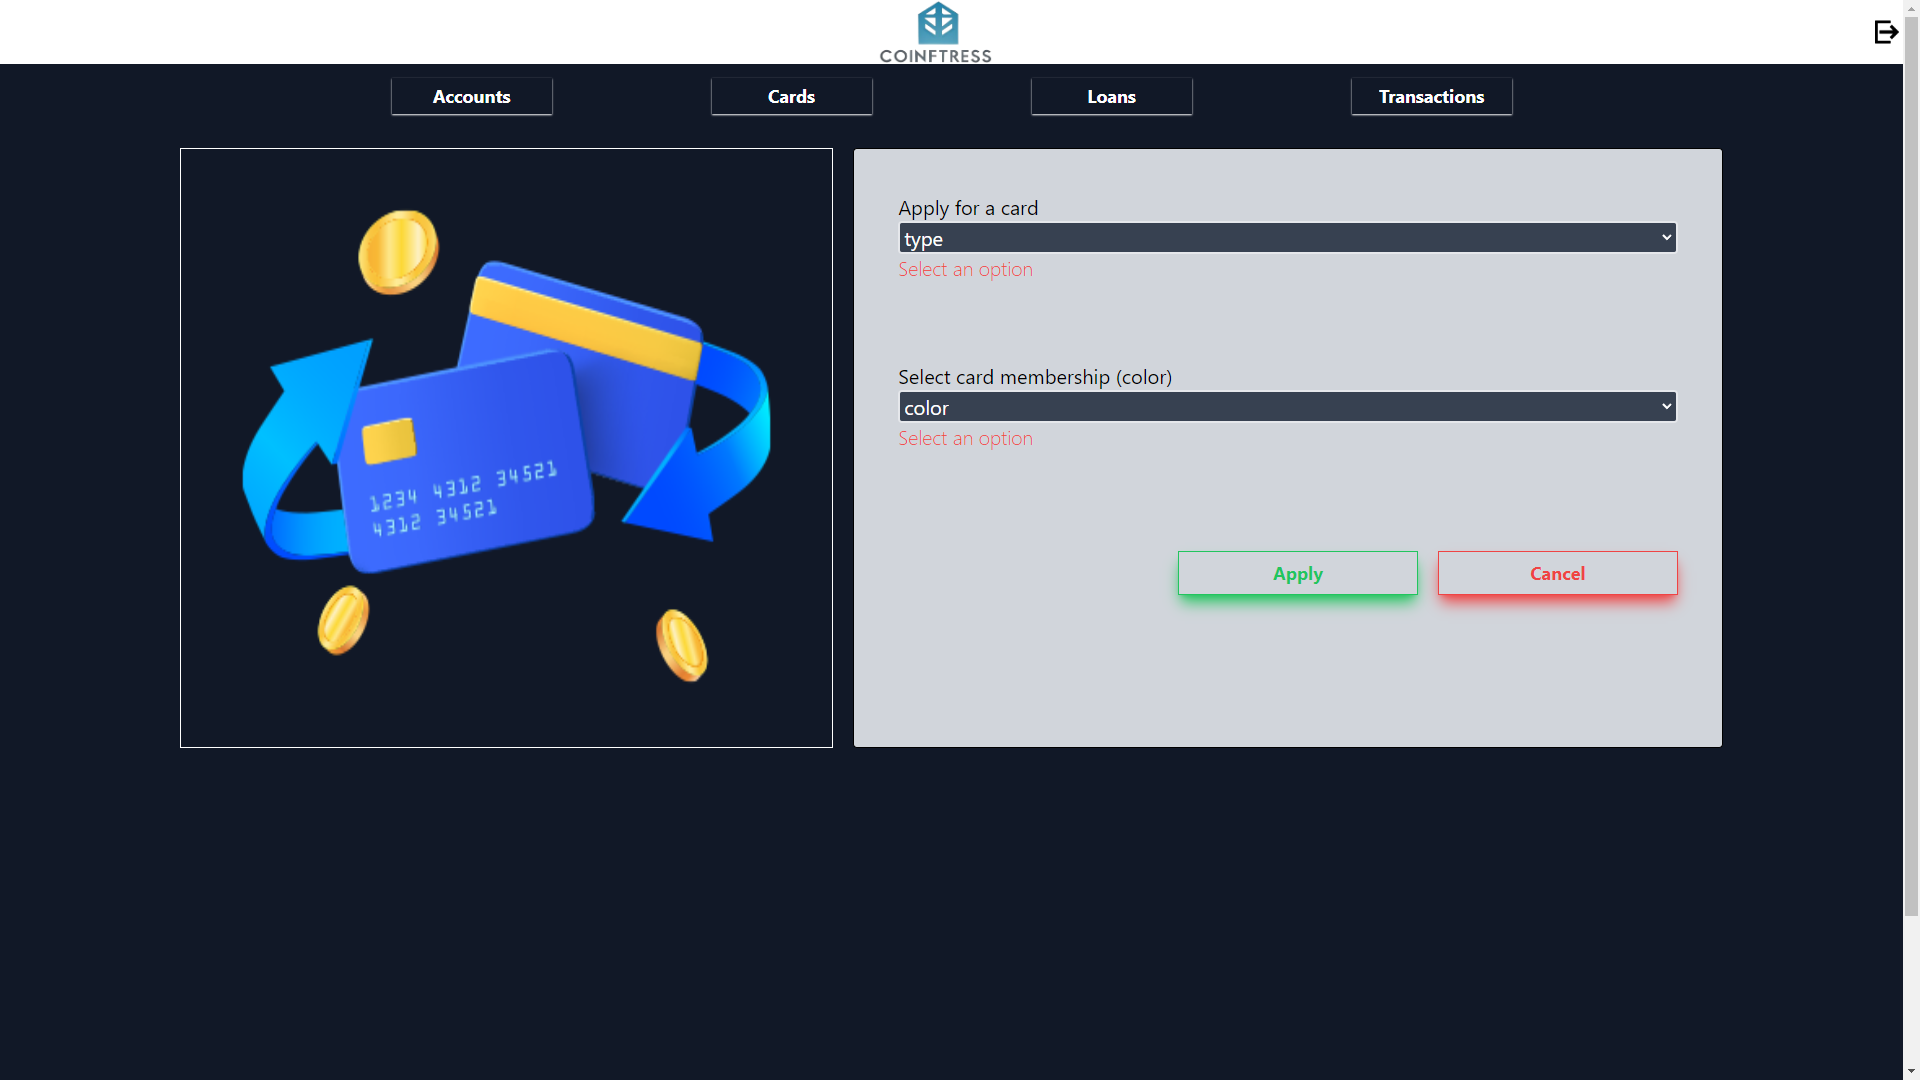 COINFTRESS
Accounts
Cards
Loans
Transactions
1234 4312 34521
4312 34521
Apply for a card
type
Select an option
Select card membership (color)
color
Select an option
Apply
Cancel